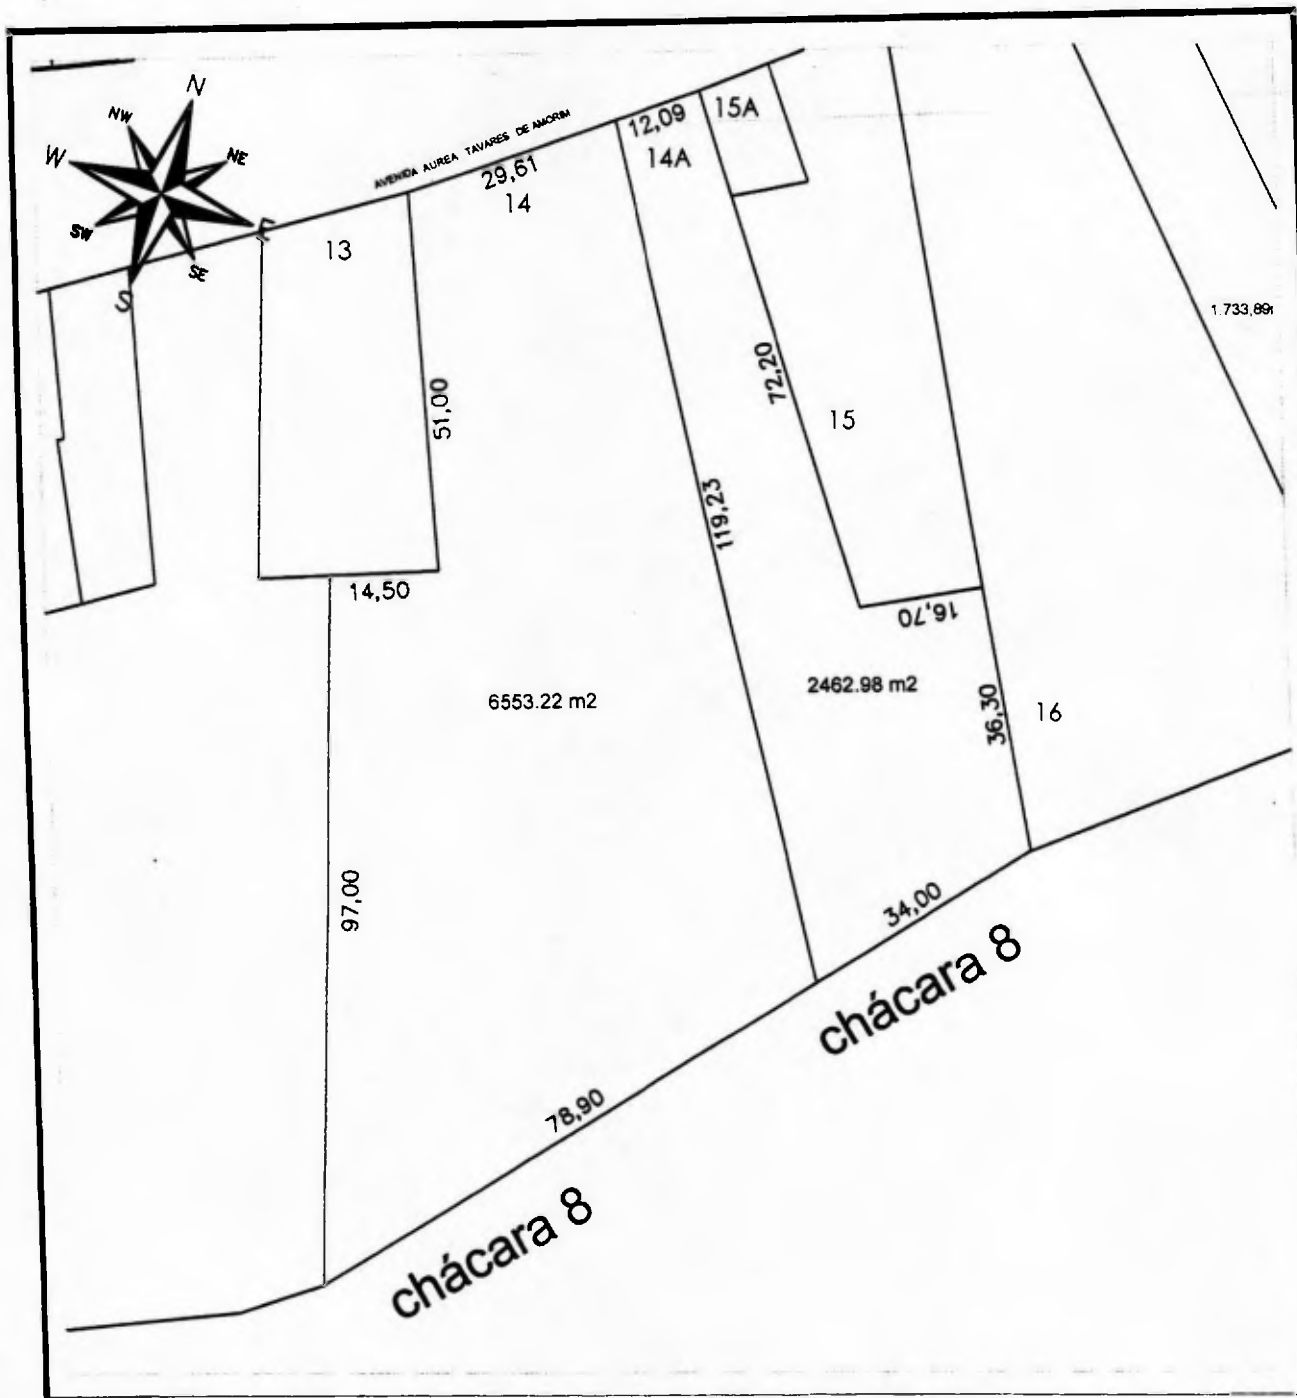 N
NW
NE
W
E
SW
SE
S
AVENIDA AUREA TAVARES DE AMORIM
12,09
15A
14A
29,61
14
13
1.733,89
72,20
51,00
15
119,23
14,50
16,70
6553.22 m2
2462.98 m2
36,30
16
97,00
34,00
chácara 8
78,90
chácara 8